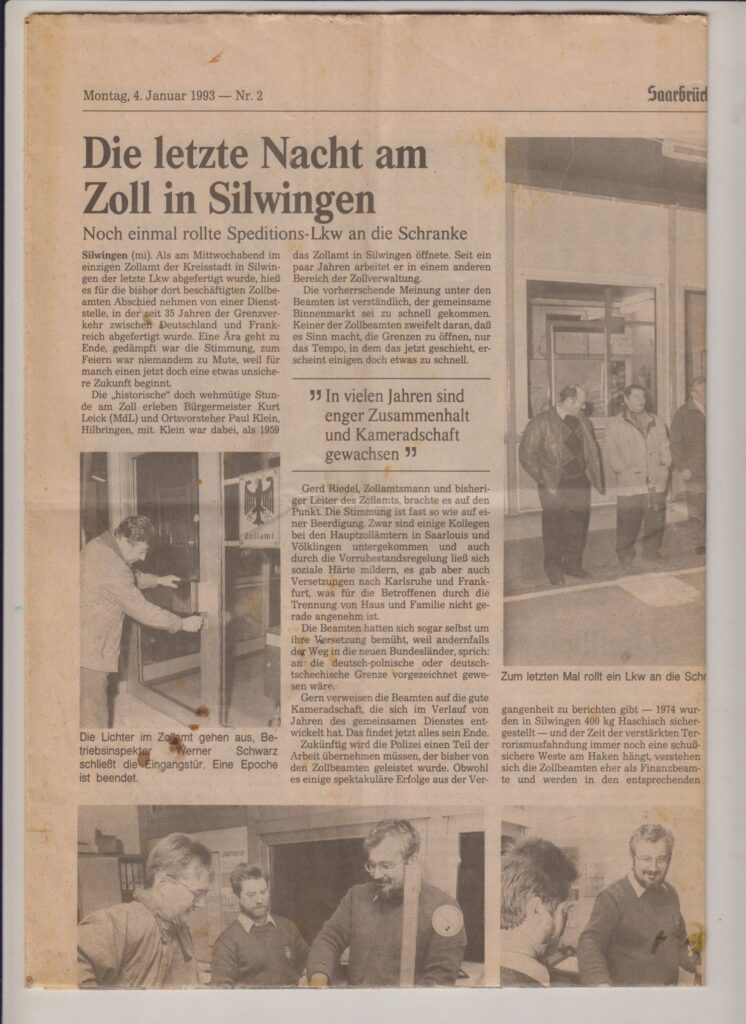 Montag, 4. Januar 1993 — Nr. 2
Saarbrück
Die letzte Nacht am
Zoll in Silwingen
Noch einmal rollte Speditions-Lkw an die Schranke
Silwingen (mi). Als am Mittwochabend im
einzigen Zollamt der Kreisstadt in Silwin-
gen der letzte Lkw abgefertigt wurde, hieß
es für die bisher dort beschäftigten Zollbe-
amten Abschied nehmen von einer Dienst-
stelle, in der seit 35 Jahren der Grenzver-
kehr zwischen Deutschland und Frank-
reich abgefertigt wurde. Eine Ära geht zu
Ende, gedämpft war die Stimmung, zum
Feiern war niemandem zu Mute, weil für
manch einen jetzt doch eine etwas unsiche-
re Zukunft beginnt.
Die „historische" doch wehmütige Stun-
de am Zoll erleben Bürgermeister Kurt
Leick (MdL) und Ortsvorsteher Paul Klein,
Hilbringen, mit. Klein war dabei, als 1959
das Zollamt in Silwingen öffnete. Seit ein
paar Jahren arbeitet er in einem anderen
Bereich der Zollverwaltung.
Die vorherrschende Meinung unter den
Beamten ist verständlich, der gemeinsame
Binnenmarkt sei zu schnell gekommen.
Keiner der Zollbeamten zweifelt daran, daß
es Sinn macht, die Grenzen zu öffnen, nur
das Tempo, in dem das jetzt geschieht, er-
scheint einigen doch etwas zu schnell.
„ In vielen Jahren sind
enger Zusammenhalt
und Kameradschaft
gewachsen "
Gerd Riedel, Zollamtsmann und bisheri-
ger Leiter des Zollamts, brachte es auf den
Punkt. Die Stimmung ist fast so wie auf ei-
ner Beerdigung. Zwar sind einige Kollegen
bei den Hauptzollämtern in Saarlouis und
Völklingen untergekommen und auch
durch die Vorruhestandsregelung ließ sich
soziale Härte mildern, es gab aber auch
Versetzungen nach Karlsruhe und Frank-
furt, was für die Betroffenen durch die
Trennung von Haus und Familie nicht ge-
rade angenehm ist.
Die Beamten hatten sich sogar selbst um
ihre Versetzung bemüht, weil andernfalls
der Weg in die neuen Bundesländer, sprich:
an die deutsch-polnische oder deutsch-
tschechische Grenze vorgezeichnet gewe-
sen wäre.
Gern verweisen die Beamten auf die gute
Kameradschaft, die sich im Verlauf von
Jahren des gemeinsamen Dienstes ent-
wickelt hat. Das findet jetzt alles sein Ende.
Zukünftig wird die Polizei einen Teil der
Arbeit übernehmen müssen, der bisher von
den Zollbeamten geleistet wurde. Obwohl
es einige spektakuläre Erfolge aus der Ver-
Zollamt
Die Lichter im Zollamt gehen aus, Be-
triebsinspektor Werner Schwarz
schließt die Eingangstür. Eine Epoche
ist beendet.
Zum letzten Mal rollt ein Lkw an die Schr
gangenheit zu berichten gibt — 1974 wur-
den in Silwingen 400 kg Haschisch sicher-
gestellt — und der Zeit der verstärkten Ter-
rorismusfahndung immer noch eine schuß-
sichere Weste am Haken hängt, verstehen
sich die Zollbeamten eher als Finanzbeam-
te und werden in den entsprechenden